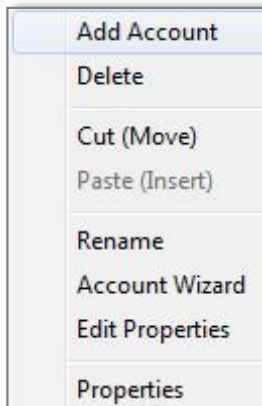 Add Account
Delete
Cut (Move)
Paste (Insert)
Rename
Account Wizard
Edit Properties
Properties